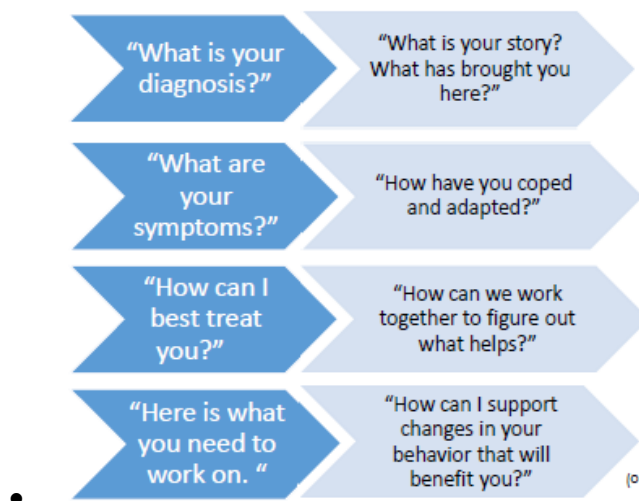 “What is your
diagnosis?”
“What is your story?
What has brought you
here?”
“What are
your
symptoms?”
“How have you coped
and adapted?”
“How can I
best treat
you?”
“How can we work
together to figure out
what helps?”
“Here is what
you need to
work on. “
“How can I support
changes in your
behavior that will
benefit you?”